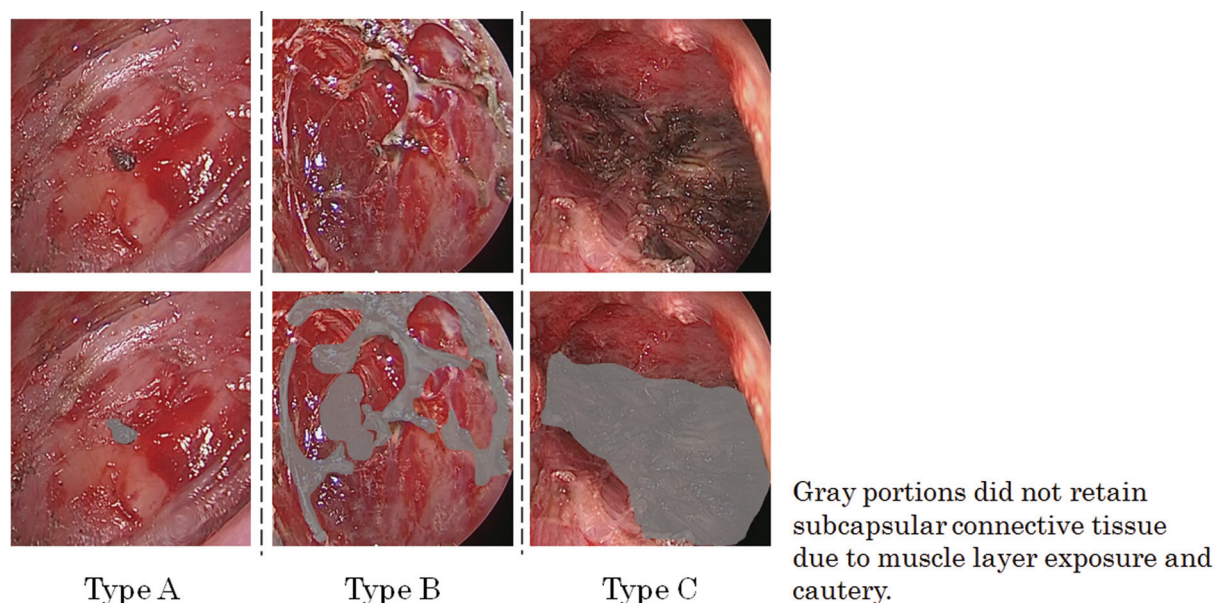 Gray portions did not retain
subcapsular connective tissue
due to muscle layer exposure and
cautery.
Type A
Type B
Type C